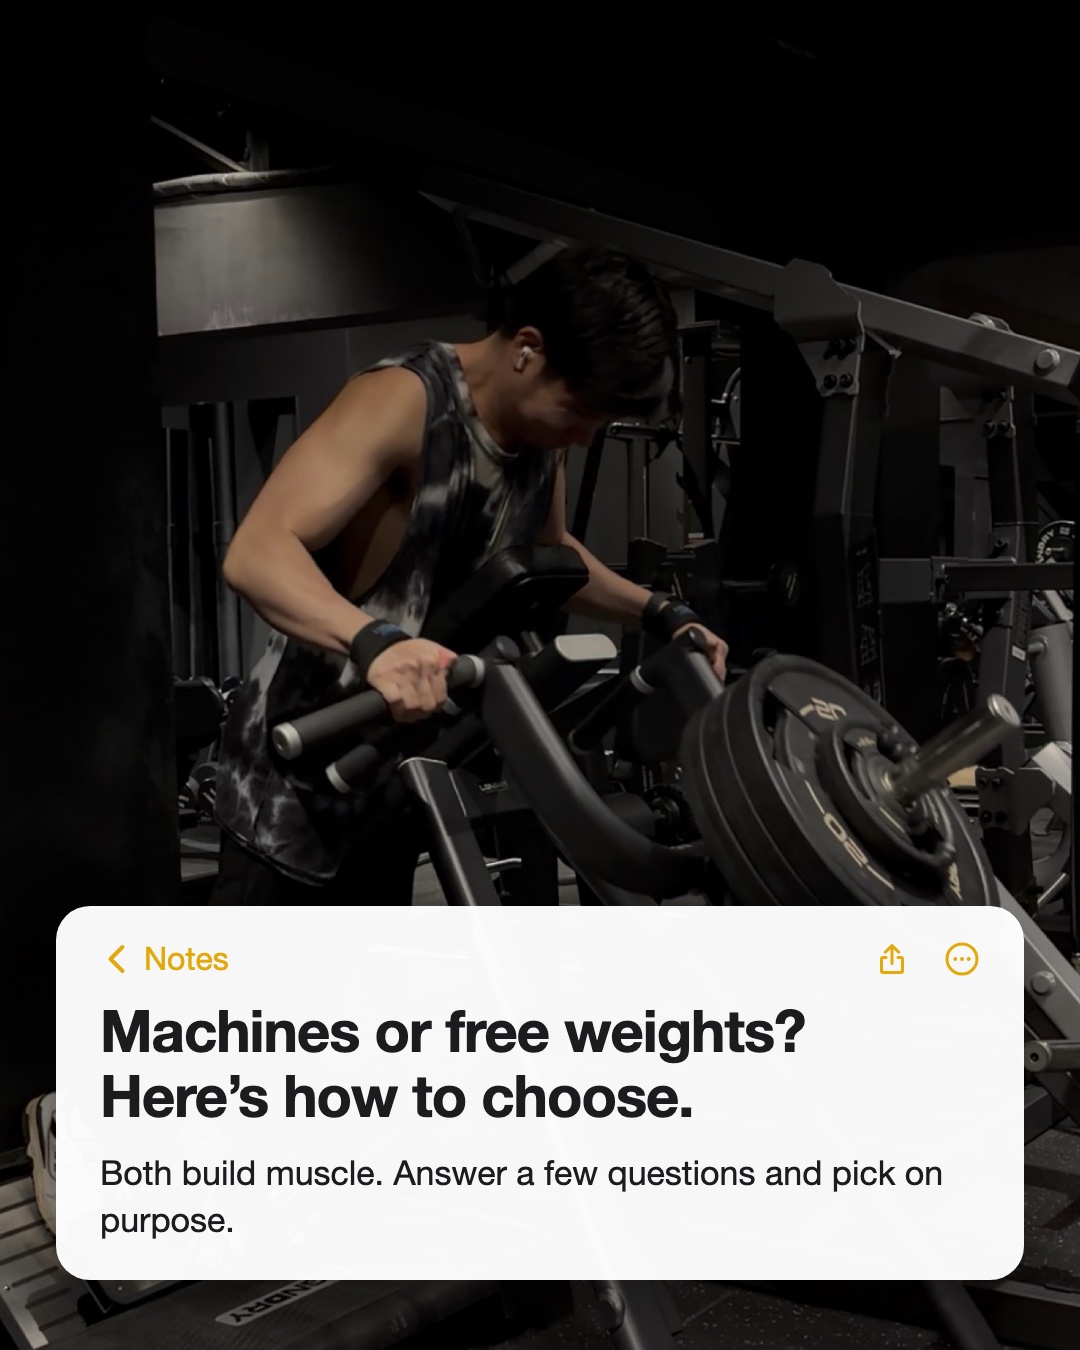 20
Notes
Machines or free weights?
Here's how to choose.
Both build muscle. Answer a few questions and pick on
purpose.